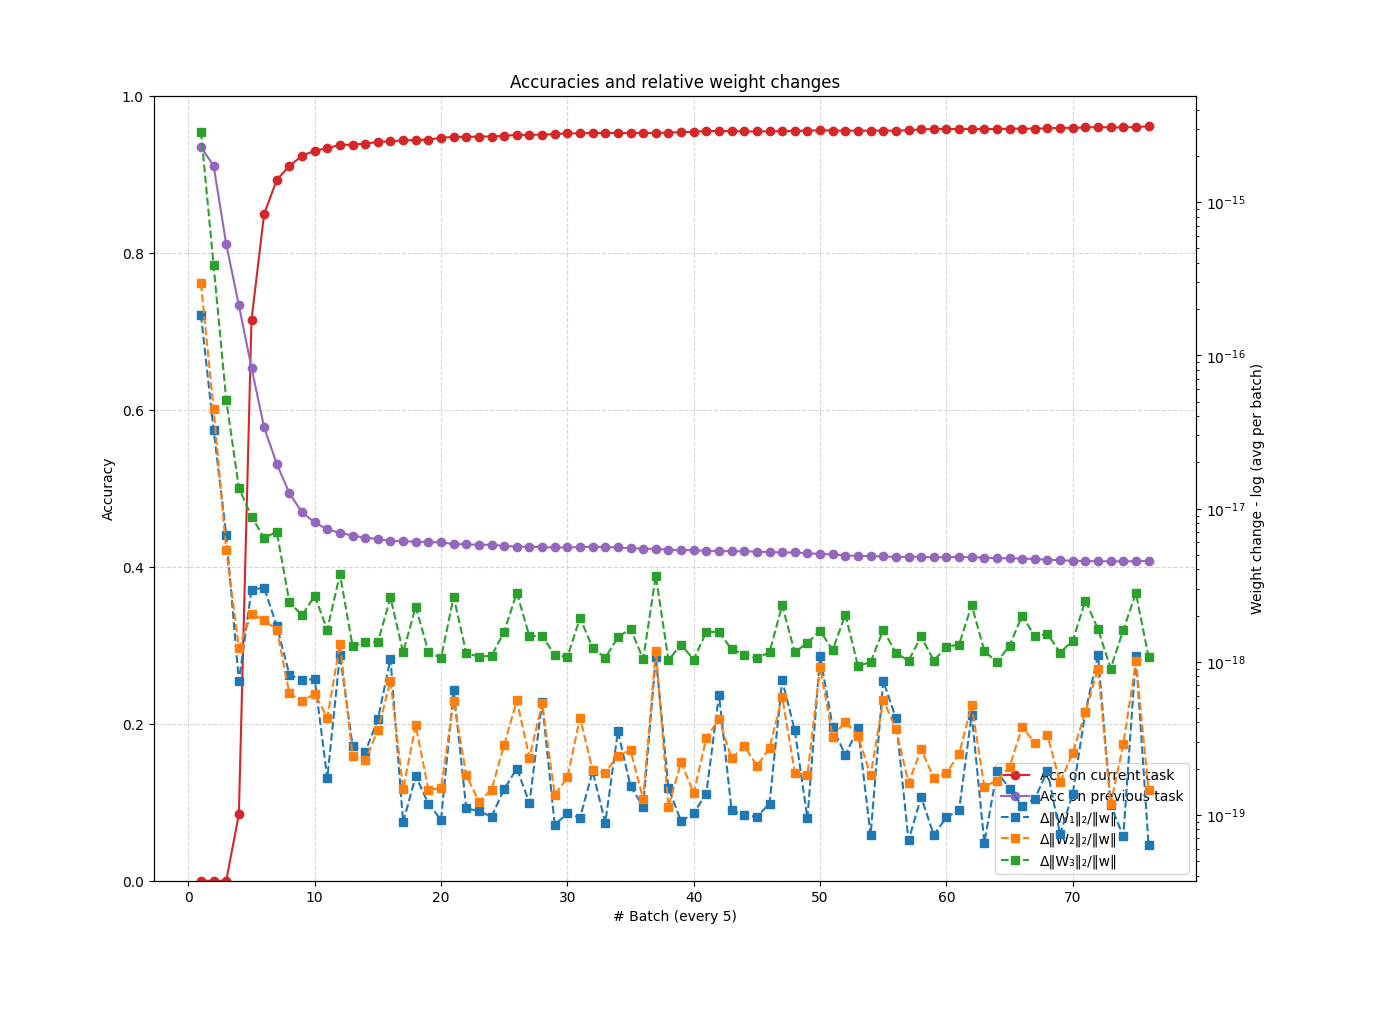 Accuracies and relative weight changes
1.0
0.8
0.6
0.4
0.2
0.0
Accuracy
0 10 20 30 40 50 60 70
# Batch (every 5)
10⁻¹⁵
10⁻¹⁶
10⁻¹⁷
10⁻¹⁸
10⁻¹⁹
Weight change - log (avg per batch)
Acc on current task
Acc on previous task
Δ‖W₁‖₂/‖w‖
Δ‖W₂‖₂/‖w‖
Δ‖W₃‖₂/‖w‖